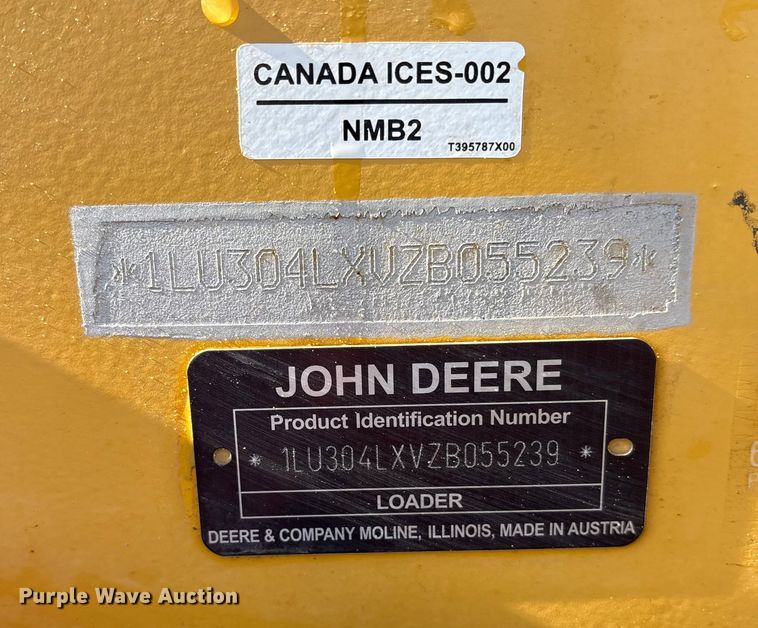 CANADA ICES-002
NMB2
T395787X00
*1LU304LXVZB055239*
JOHN DEERE
Product Identification Number
* 1LU304LXVZB055239 *
LOADER
DEERE & COMPANY MOLINE, ILLINOIS, MADE IN AUSTRIA
Purple Wave Auction